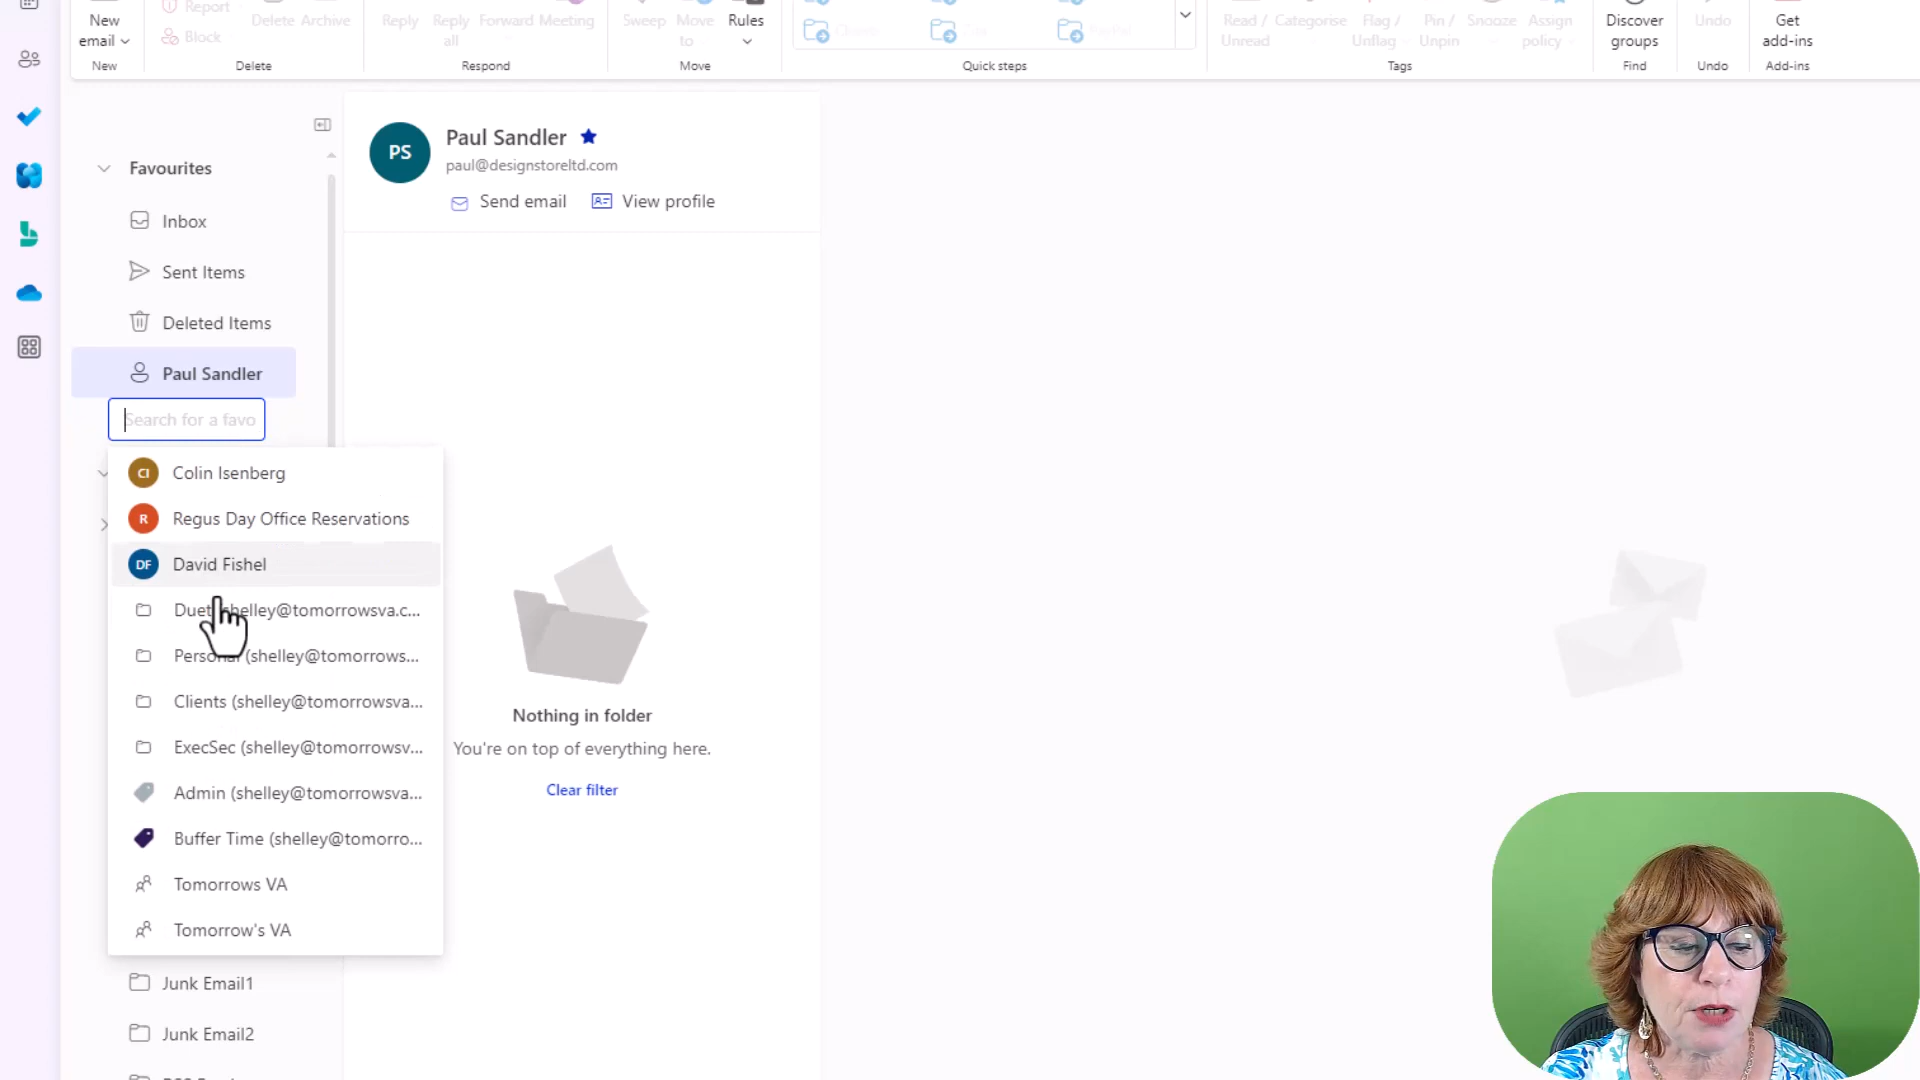 New
email
New
Report
Block
Delete
Archive
Delete
Reply
Reply
all
Forward
Meeting
Respond
Sweep
Move
to
Rules
Move
Quick steps
Read /
Unread
Categorise
Flag /
Unflag
Pin /
Unpin
Snooze
Assign
policy
Tags
Discover
groups
Find
Undo
Undo
Get
add-ins
Add-ins
Favourites
Inbox
Sent Items
Deleted Items
Paul Sandler
Search for a favo
CI Colin Isenberg
R Regus Day Office Reservations
DF David Fishel
Duet shelley@tomorrowsva.c...
Personal (shelley@tomorrows...
Clients (shelley@tomorrowsva...
ExecSec (shelley@tomorrowsv...
Admin (shelley@tomorrowsva...
Buffer Time (shelley@tomorro...
Tomorrows VA
Tomorrow's VA
Junk Email1
Junk Email2
PS
Paul Sandler
paul@designstoreltd.com
Send email
View profile
Nothing in folder
You're on top of everything here.
Clear filter